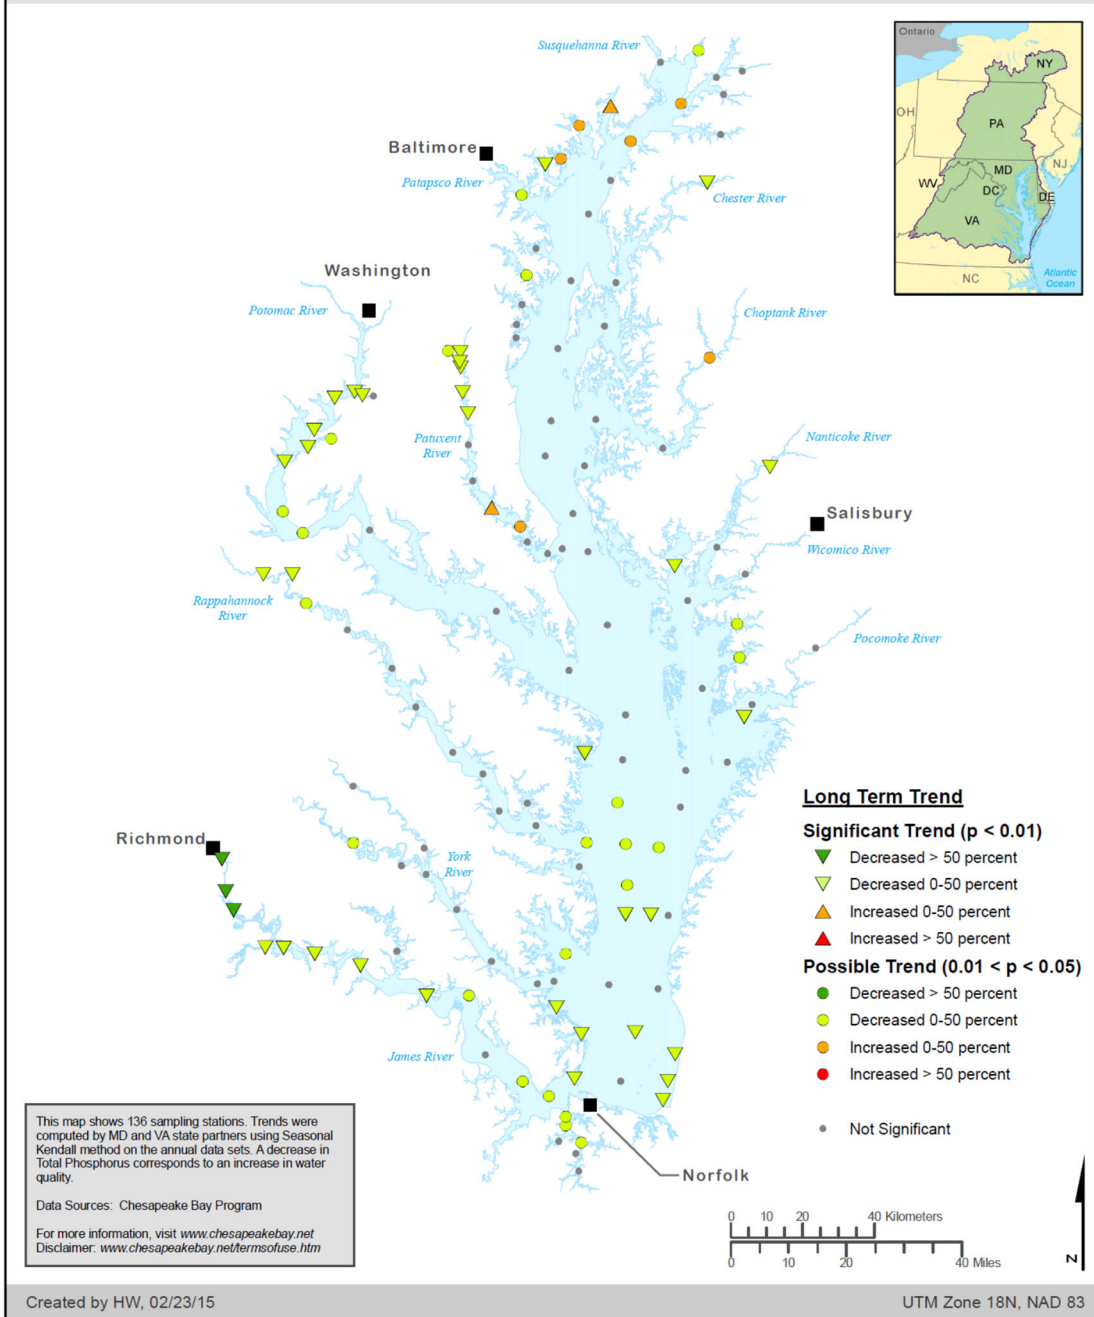 Susquehanna River
Baltimore
Patapsco River
Chester River
Washington
Potomac River
Choptank River
Patuxent
River
Nanticoke River
Salisbury
Wicomico River
Rappahannock
River
Pocomoke River
Richmond
York
River
James River
Norfolk
Ontario
NY
OH
PA
NJ
MD
WV
DC
DE
VA
NC
Atlantic
Ocean
Long Term Trend
Significant Trend (p < 0.01)
Decreased > 50 percent
Decreased 0-50 percent
Increased 0-50 percent
Increased > 50 percent
Possible Trend (0.01 < p < 0.05)
Decreased > 50 percent
Decreased 0-50 percent
Increased 0-50 percent
Increased > 50 percent
Not Significant
This map shows 136 sampling stations. Trends were
computed by MD and VA state partners using Seasonal
Kendall method on the annual data sets. A decrease in
Total Phosphorus corresponds to an increase in water
quality.
Data Sources: Chesapeake Bay Program
For more information, visit www.chesapeakebay.net
Disclaimer: www.chesapeakebay.net/termsofuse.htm
0 10 20 40 Kilometers
0 10 20 40 Miles
N
Created by HW, 02/23/15
UTM Zone 18N, NAD 83